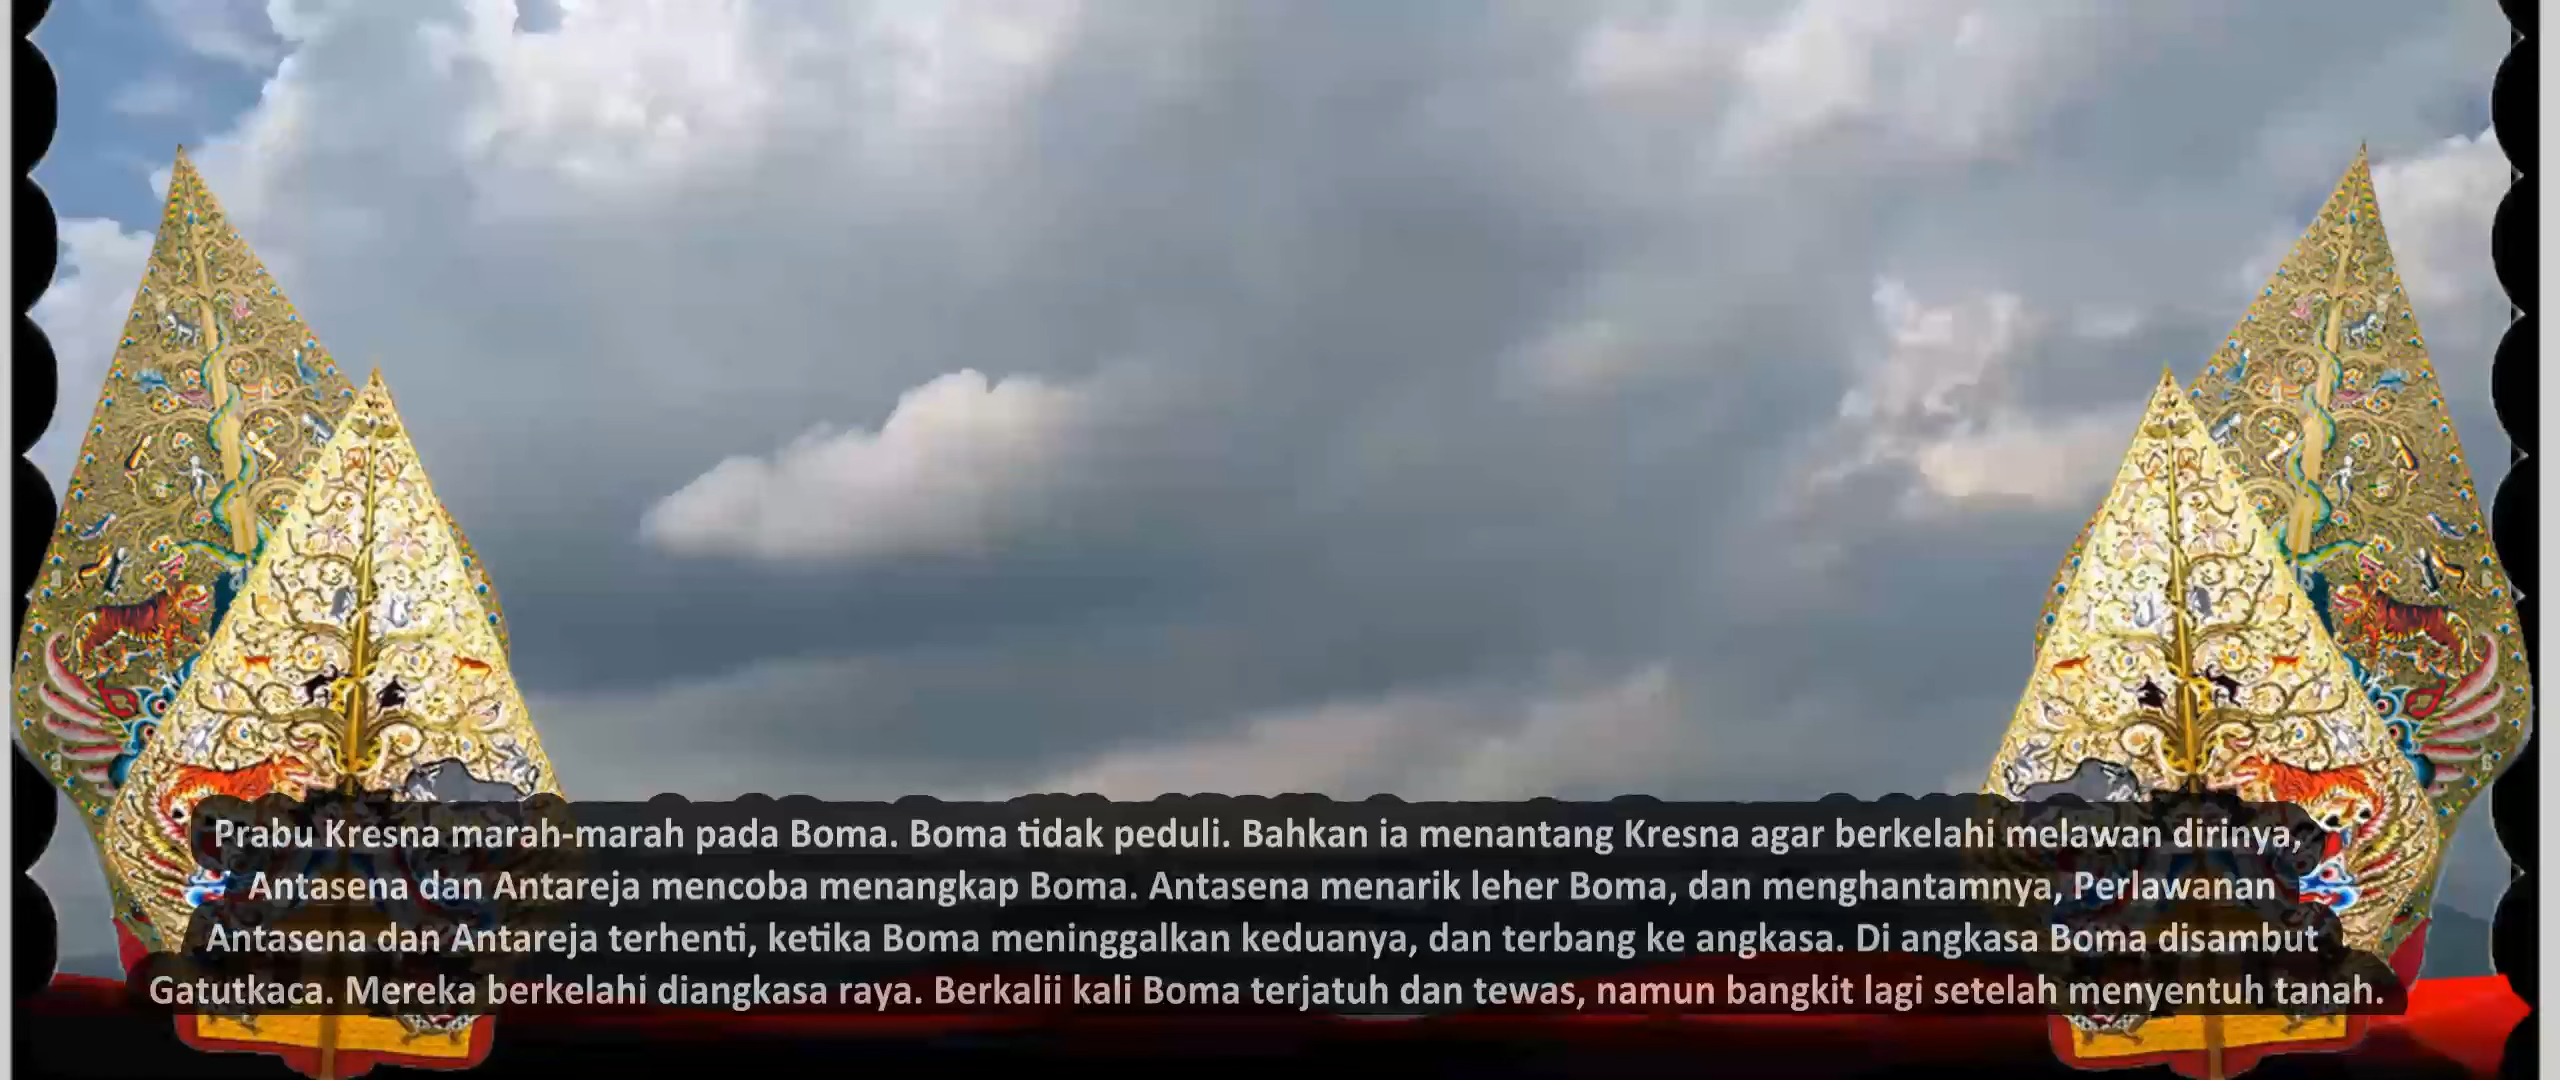 Prabu Kresna marah-marah pada Boma. Boma tidak peduli. Bahkan ia menantang Kresna agar berkelahi melawan dirinya,
Antasena dan Antareja mencoba menangkap Boma. Antasena menarik leher Boma, dan menghantamnya, Perlawanan
Antasena dan Antareja terhenti, ketika Boma meninggalkan keduanya, dan terbang ke angkasa. Di angkasa Boma disambut
Gatutkaca. Mereka berkelahi diangkasa raya. Berkalii kali Boma terjatuh dan tewas, namun bangkit lagi setelah menyentuh tanah.